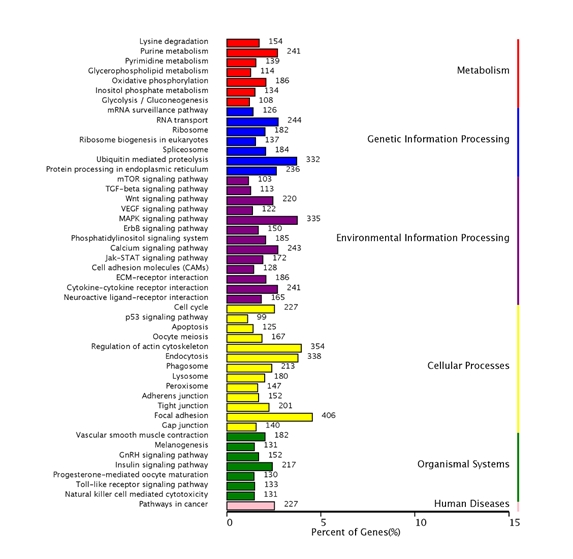 Lysine degradation 154
Purine metabolism 241
Pyrimidine metabolism 139
Glycerophospholipid metabolism 114
Oxidative phosphorylation 186
Inositol phosphate metabolism 134
Glycolysis / Gluconeogenesis 108
Metabolism
mRNA surveillance pathway 126
RNA transport 244
Ribosome 182
Ribosome biogenesis in eukaryotes 137
Spliceosome 184
Ubiquitin mediated proteolysis 332
Protein processing in endoplasmic reticulum 236
Genetic Information Processing
mTOR signaling pathway 103
TGF-beta signaling pathway 113
Wnt signaling pathway 220
VEGF signaling pathway 122
MAPK signaling pathway 335
ErbB signaling pathway 150
Phosphatidylinositol signaling system 185
Calcium signaling pathway 243
Jak-STAT signaling pathway 172
Cell adhesion molecules (CAMs) 128
ECM-receptor interaction 186
Cytokine-cytokine receptor interaction 241
Neuroactive ligand-receptor interaction 165
Environmental Information Processing
Cell cycle 227
p53 signaling pathway 99
Apoptosis 125
Oocyte meiosis 167
Regulation of actin cytoskeleton 354
Endocytosis 338
Phagosome 213
Lysosome 180
Peroxisome 147
Adherens junction 152
Tight junction 201
Focal adhesion 406
Gap junction 140
Cellular Processes
Vascular smooth muscle contraction 182
Melanogenesis 131
GnRH signaling pathway 152
Insulin signaling pathway 217
Progesterone-mediated oocyte maturation 130
Toll-like receptor signaling pathway 133
Natural killer cell mediated cytotoxicity 131
Organismal Systems
Pathways in cancer 227
Human Diseases
0 5 10 15
Percent of Genes(%)